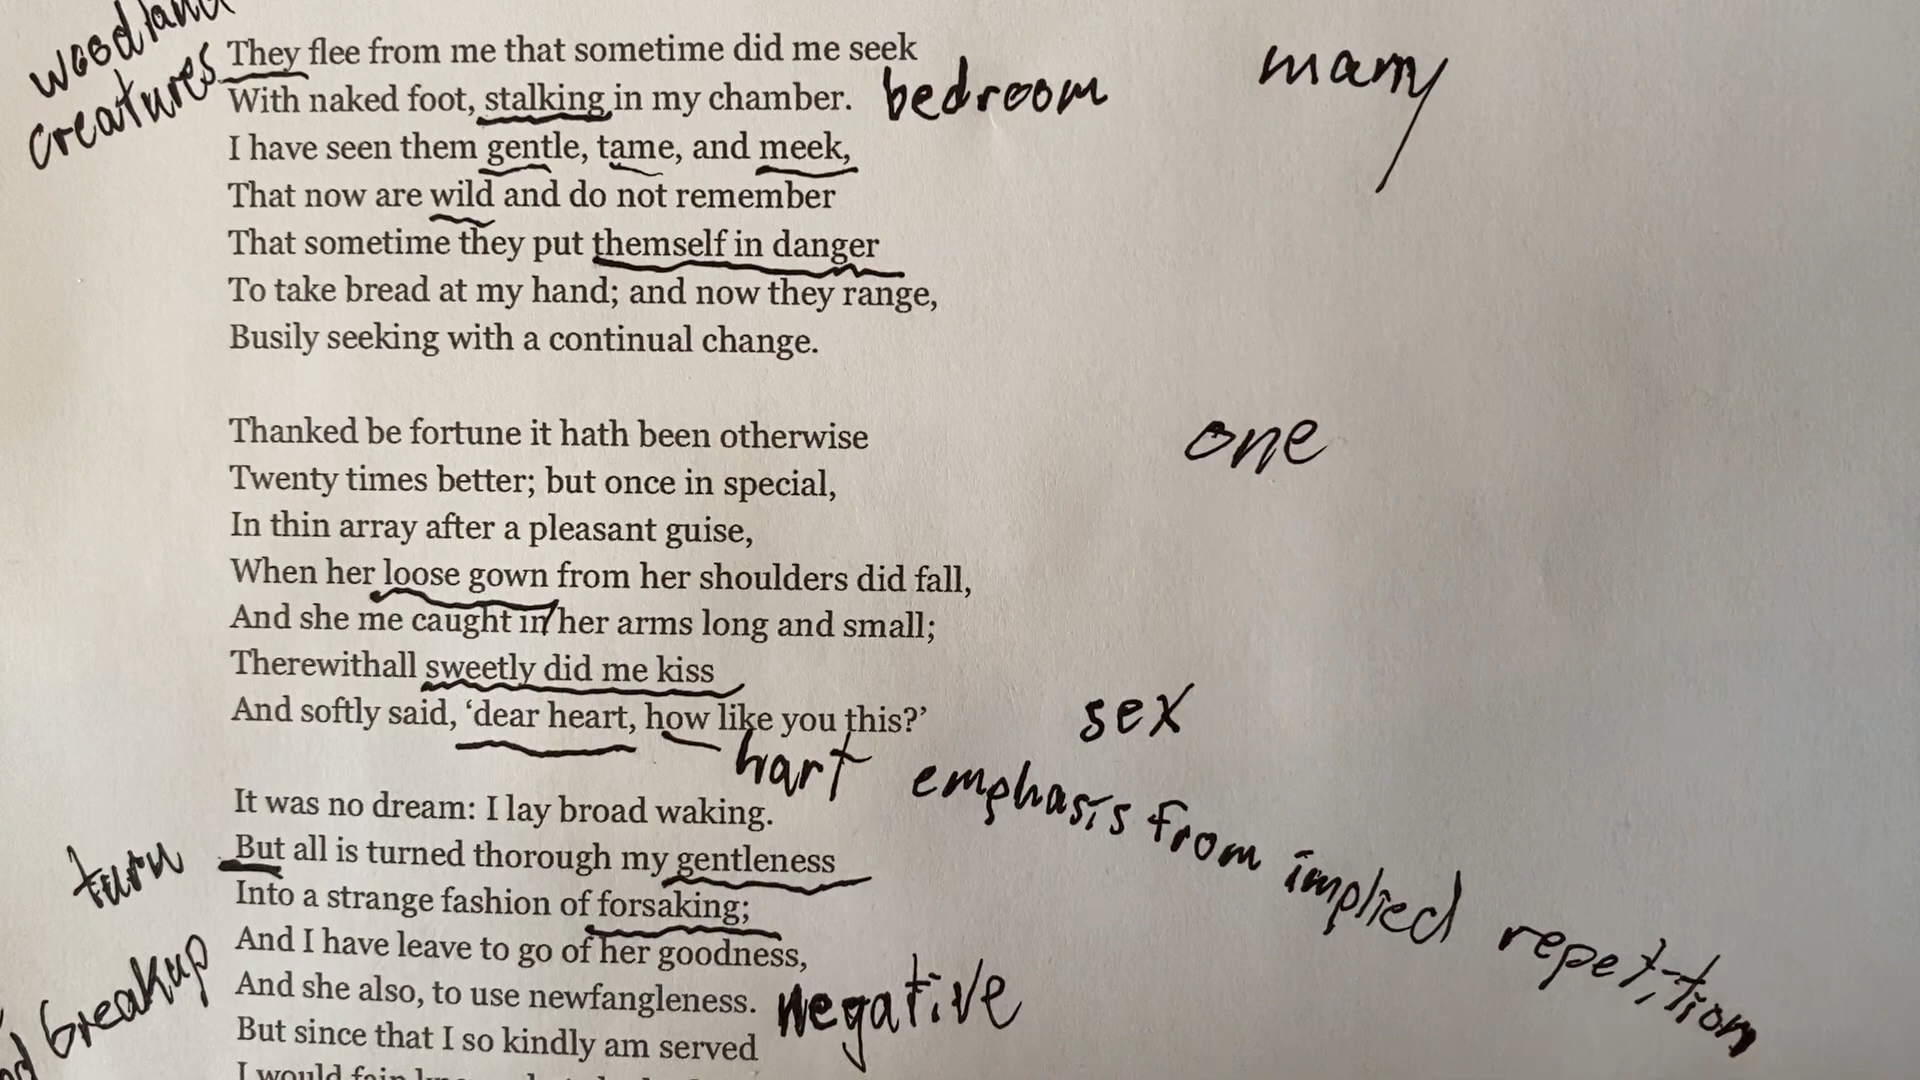 woodland
creatures
They flee from me that sometime did me seek
many
With naked foot, stalking in my chamber.
bedroom
I have seen them gentle, tame, and meek,
That now are wild and do not remember
That sometime they put themself in danger
To take bread at my hand; and now they range,
Busily seeking with a continual change.
Thanked be fortune it hath been otherwise
one
Twenty times better; but once in special,
In thin array after a pleasant guise,
When her loose gown from her shoulders did fall,
And she me caught in her arms long and small;
Therewithall sweetly did me kiss
And softly said, ‘dear heart, how like you this?’
sex
hart
emphasis from implied repetition
It was no dream: I lay broad waking.
turn
But all is turned thorough my gentleness
Into a strange fashion of forsaking;
And I have leave to go of her goodness,
breakup
And she also, to use newfangleness.
negative
But since that I so kindly am served
I would fain